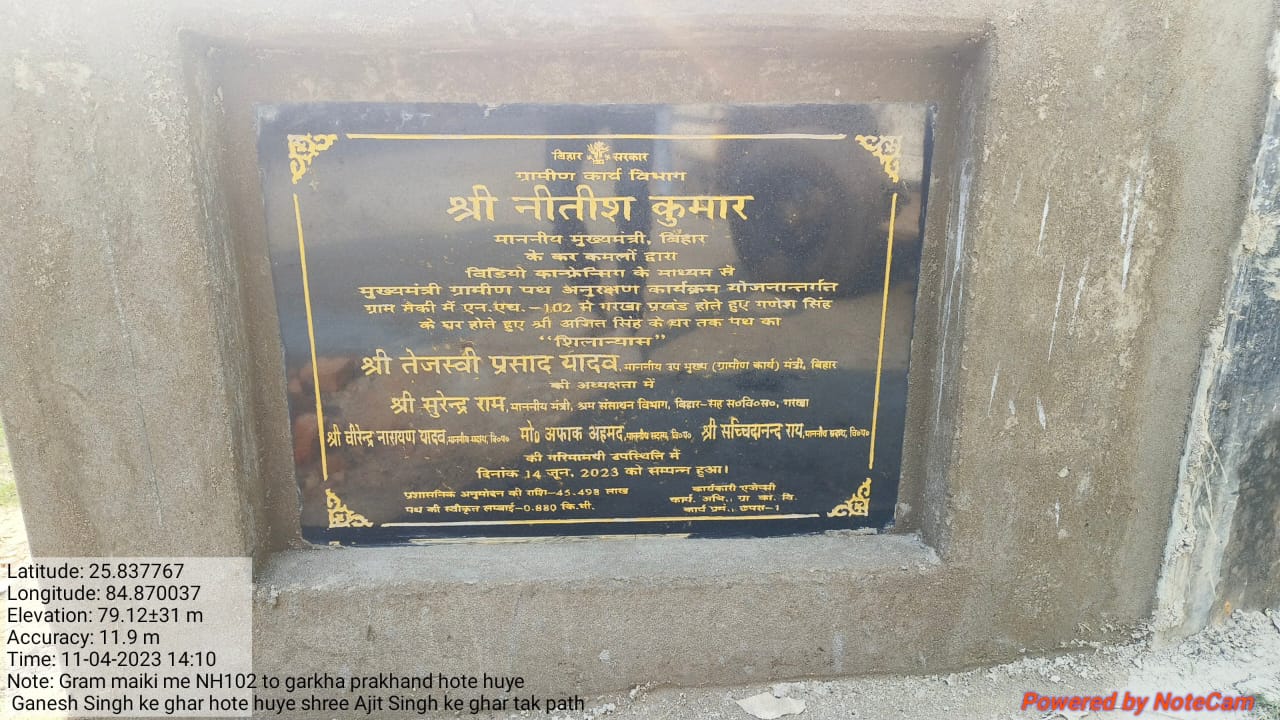 बिहार सरकार
ग्रामीण कार्य विभाग
श्री नीतीश कुमार
माननीय मुख्यमंत्री, बिहार
के कर कमलों द्वारा
विडियो कान्फ्रेन्सिंग के माध्यम से
मुख्यमंत्री ग्रामीण पथ अनुरक्षण कार्यक्रम योजनान्तर्गत
ग्राम मैकी में एन.एच.-102 से गरखा प्रखंड होते हुए गणेश सिंह
के घर होते हुए श्री अजित सिंह के घर तक पथ का
"शिलान्यास"
श्री तेजस्वी प्रसाद यादव, माननीय उप मुख्य (ग्रामीण कार्य) मंत्री, बिहार
की अध्यक्षता में
श्री सुरेन्द्र राम, माननीय मंत्री, श्रम संसाधन विभाग, बिहार-सह स०वि०स०, गरखा
श्री वीरेन्द्र नारायण यादव, माननीय सदस्य, वि०प० मो० अफाक अहमद, माननीय सदस्य, वि०प० श्री सच्चिदानन्द राय, माननीय सदस्य, वि०प०
की गरिमामयी उपस्थिति में
दिनांक 14 जून, 2023 को सम्पन्न हुआ।
प्रशासनिक अनुमोदन की राशि-45.498 लाख
पथ की स्वीकृत लम्बाई-0.880 कि.मी.
कार्यकारी एजेन्सी
कार्य. अभि., ग्रा. का. वि.
कार्य प्रमं., छपरा-1
Latitude: 25.837767
Longitude: 84.870037
Elevation: 79.12±31 m
Accuracy: 11.9 m
Time: 11-04-2023 14:10
Note: Gram maiki me NH102 to garkha prakhand hote huye
Ganesh Singh ke ghar hote huye shree Ajit Singh ke ghar tak path
Powered by NoteCam